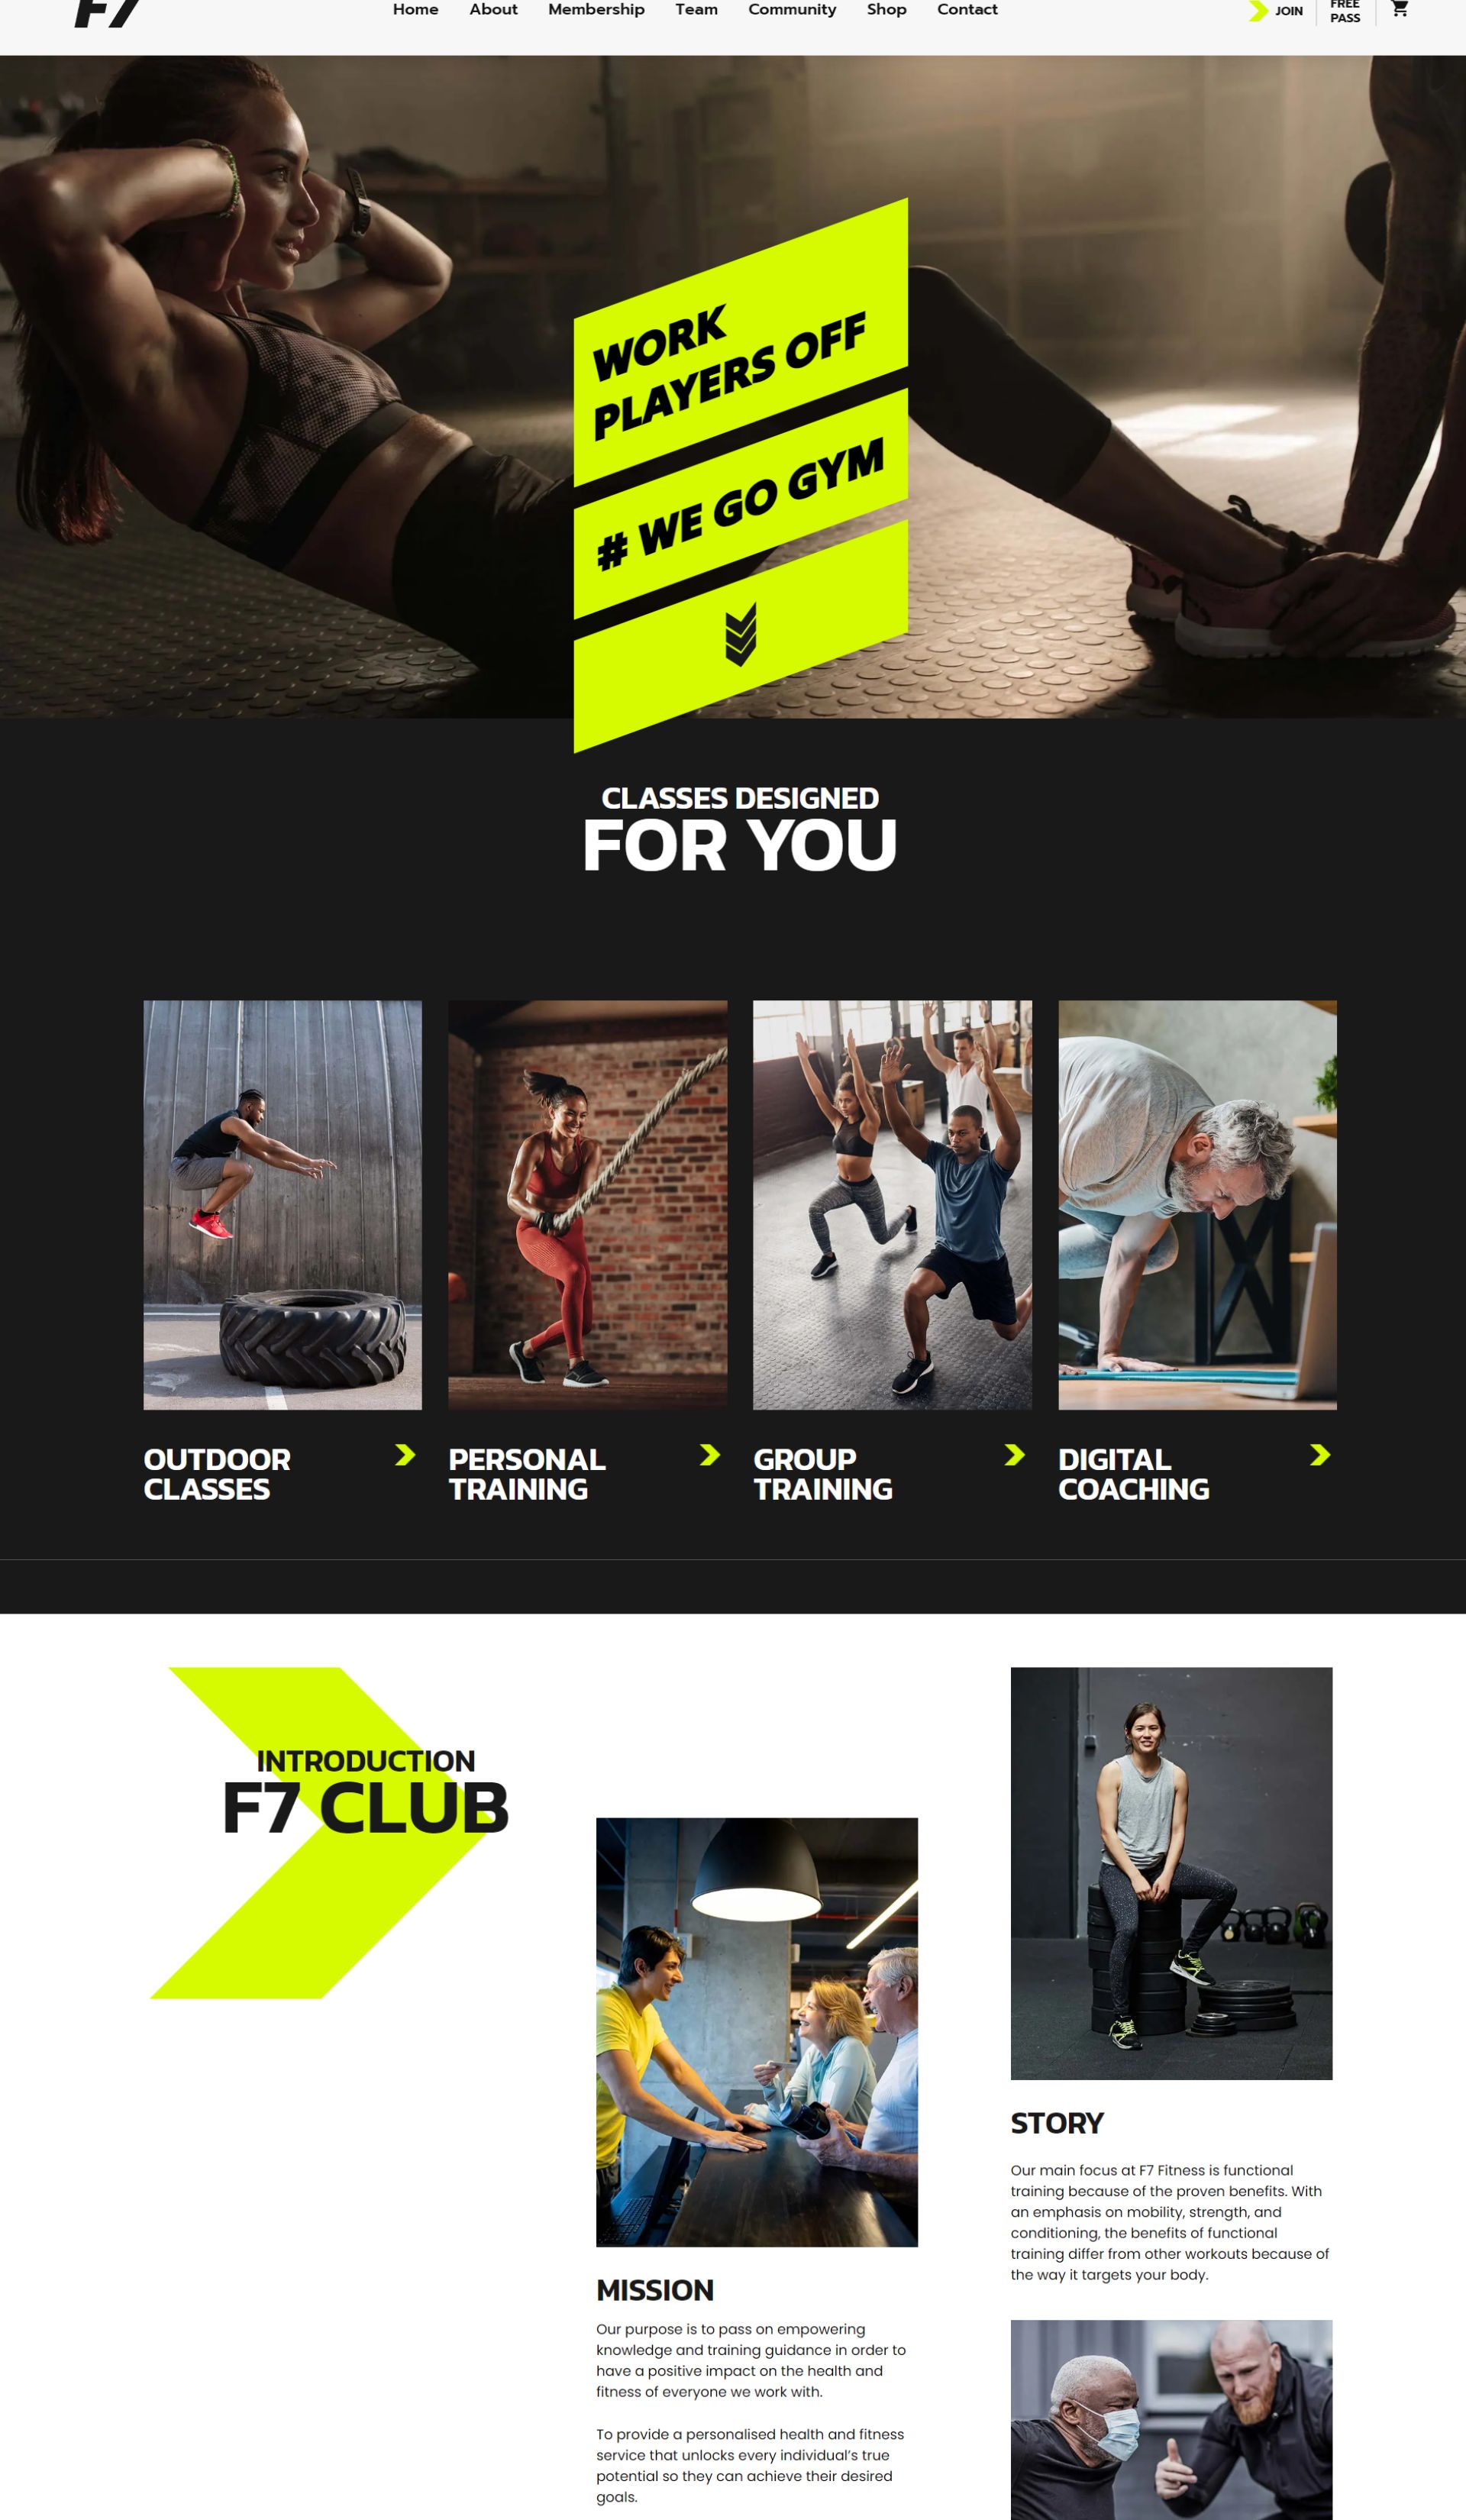 F7
Home About Membership Team Community Shop Contact
JOIN
FREE
PASS
WORK
PLAYERS OFF
# WE GO GYM
CLASSES DESIGNED
FOR YOU
OUTDOOR
CLASSES
PERSONAL
TRAINING
GROUP
TRAINING
DIGITAL
COACHING
INTRODUCTION
F7 CLUB
MISSION
Our purpose is to pass on empowering
knowledge and training guidance in order to
have a positive impact on the health and
fitness of everyone we work with.
To provide a personalised health and fitness
service that unlocks every individual's true
potential so they can achieve their desired
goals.
STORY
Our main focus at F7 Fitness is functional
training because of the proven benefits. With
an emphasis on mobility, strength, and
conditioning, the benefits of functional
training differ from other workouts because of
the way it targets your body.